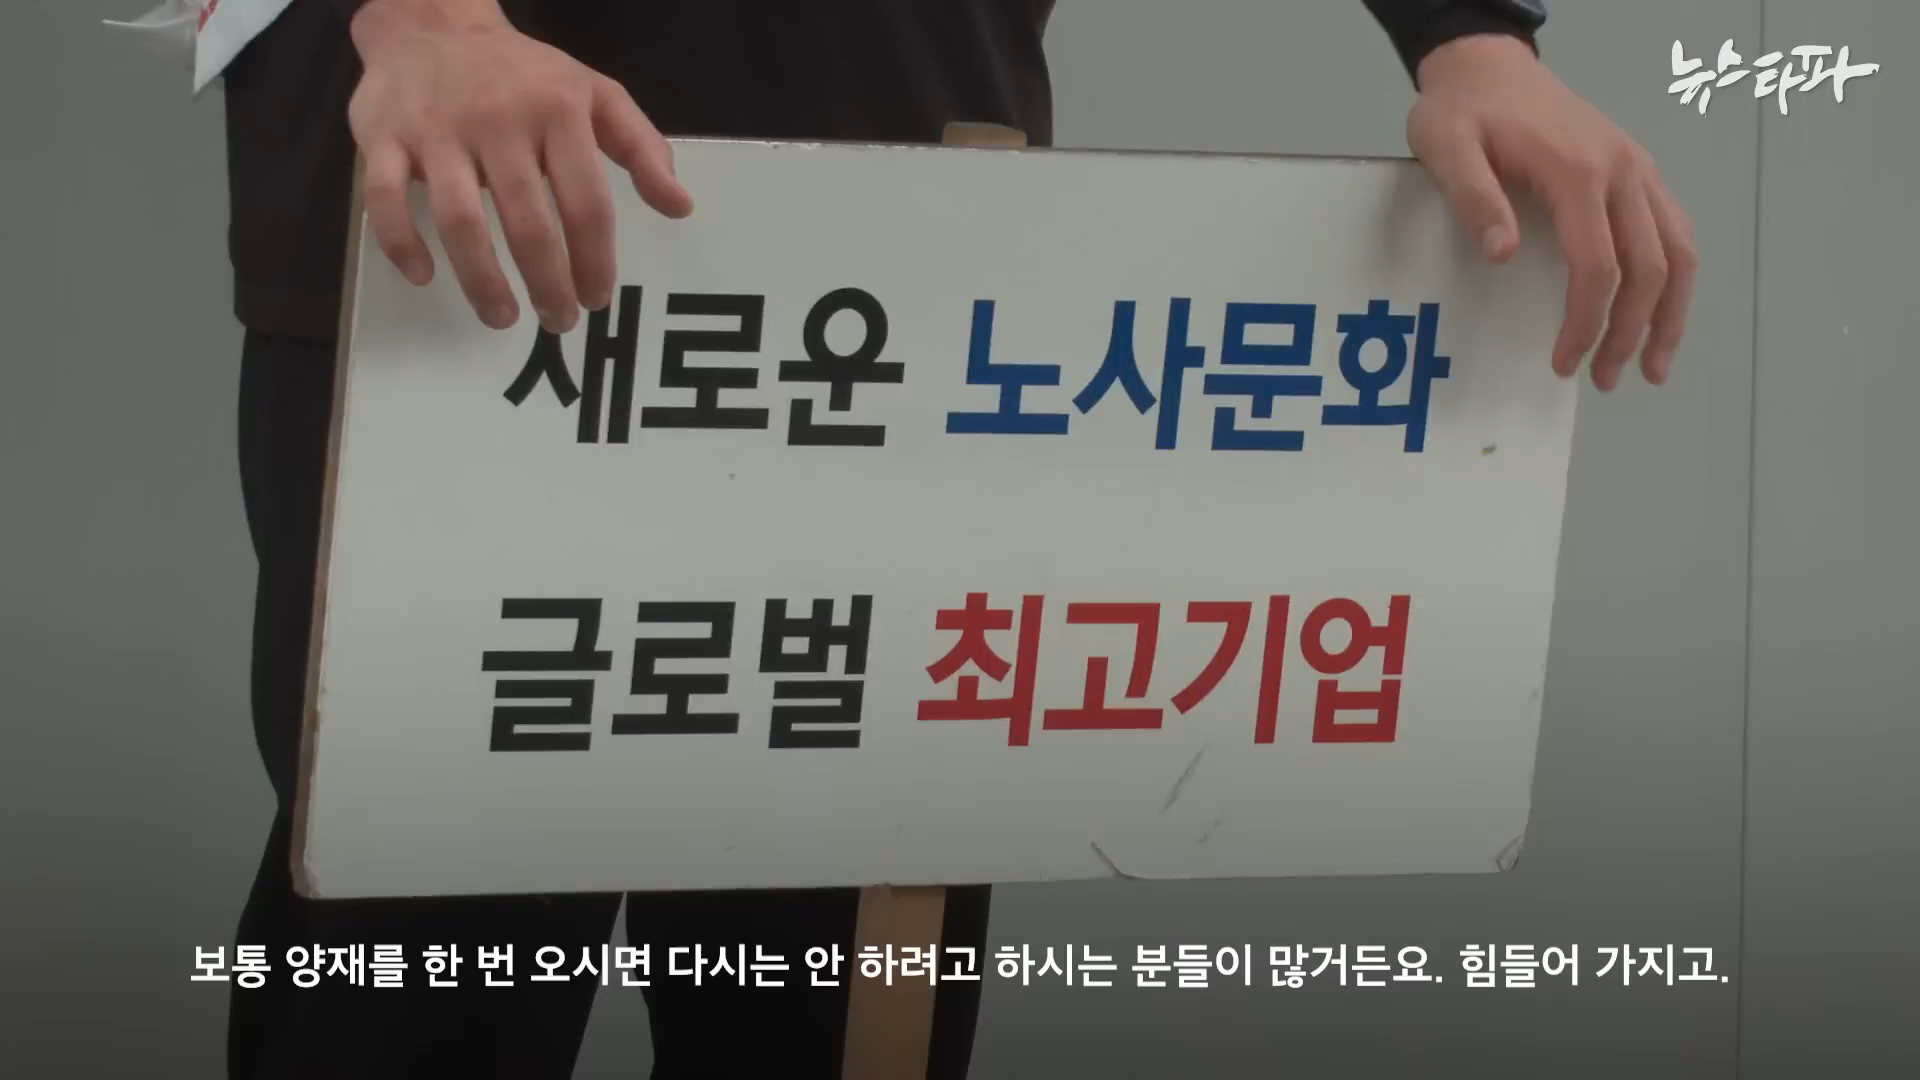 뉴스타파
새로운 노사문화
글로벌 최고기업
보통 양재를 한 번 오시면 다시는 안 하려고 하시는 분들이 많거든요. 힘들어 가지고.